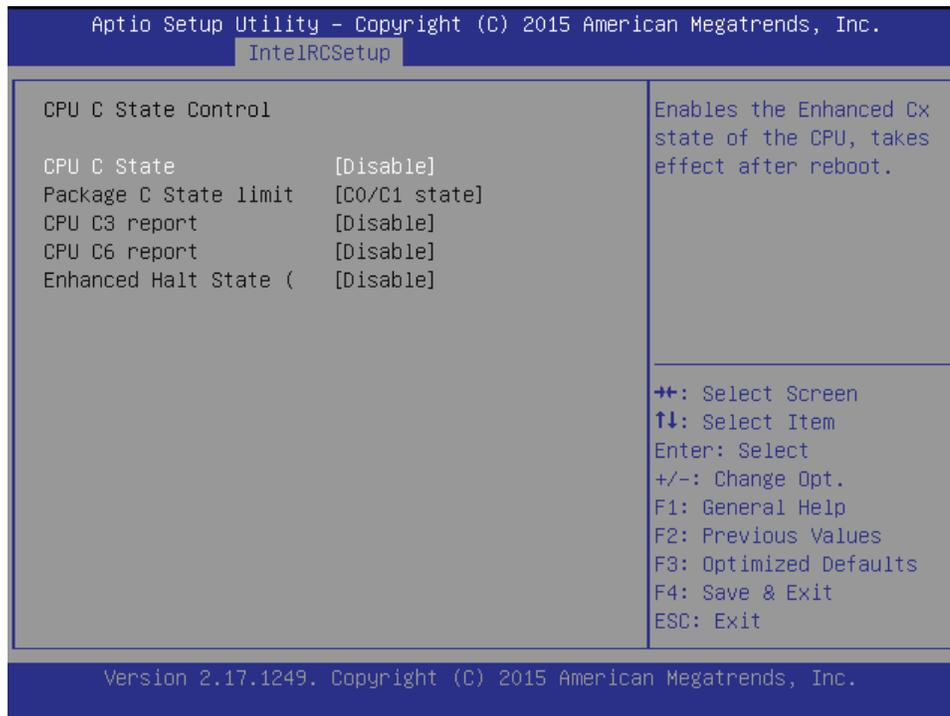 Aptio Setup Utility – Copyright (C) 2015 American Megatrends, Inc.
IntelRCSetup
CPU C State Control
CPU C State [Disable]
Package C State limit [C0/C1 state]
CPU C3 report [Disable]
CPU C6 report [Disable]
Enhanced Halt State ( [Disable]
Enables the Enhanced Cx
state of the CPU, takes
effect after reboot.
→←: Select Screen
↑↓: Select Item
Enter: Select
+/-: Change Opt.
F1: General Help
F2: Previous Values
F3: Optimized Defaults
F4: Save & Exit
ESC: Exit
Version 2.17.1249. Copyright (C) 2015 American Megatrends, Inc.